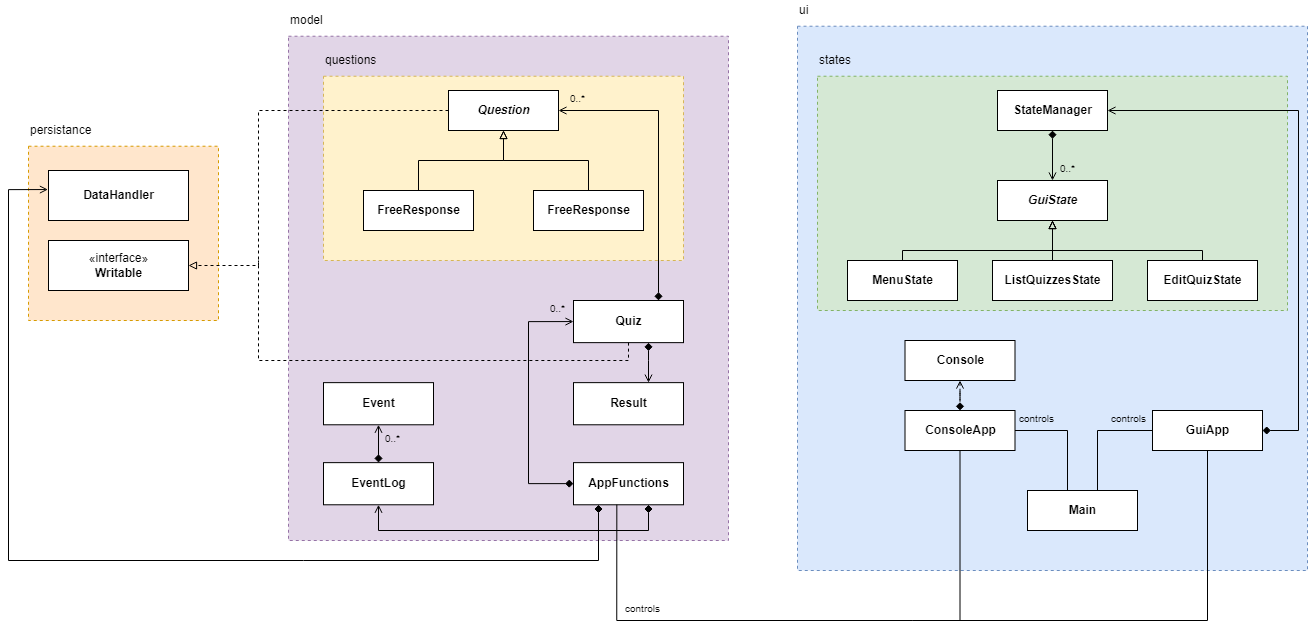 model
ui
questions
states
Question
0..*
StateManager
persistance
0..*
DataHandler
FreeResponse
FreeResponse
GuiState
«interface»
Writable
MenuState
ListQuizzesState
EditQuizState
0..*
Quiz
Console
Event
Result
0..*
ConsoleApp
controls
controls
GuiApp
EventLog
AppFunctions
Main
controls